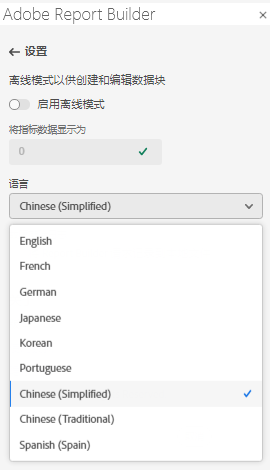 Adobe Report Builder
设置
离线模式以供创建和编辑数据块
启用离线模式
将指标数据显示为
0
语言
Chinese (Simplified)
English
French
German
Japanese
Korean
Portuguese
Chinese (Simplified)
Chinese (Traditional)
Spanish (Spain)